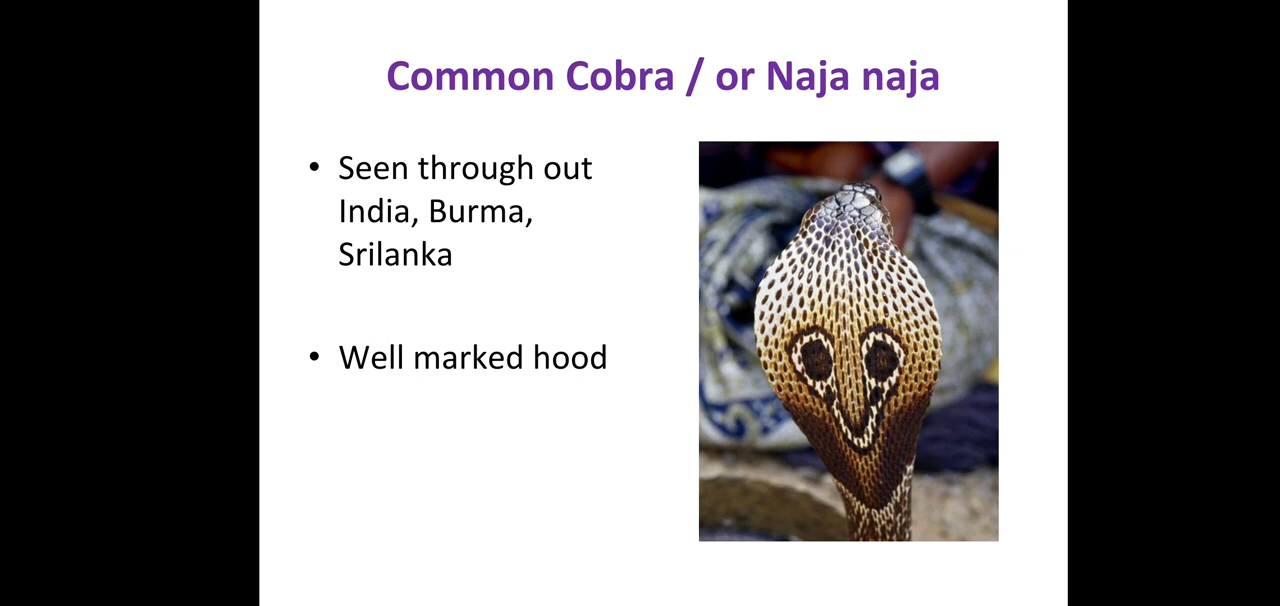 Common Cobra / or Naja naja
• Seen through out
India, Burma,
Srilanka
• Well marked hood